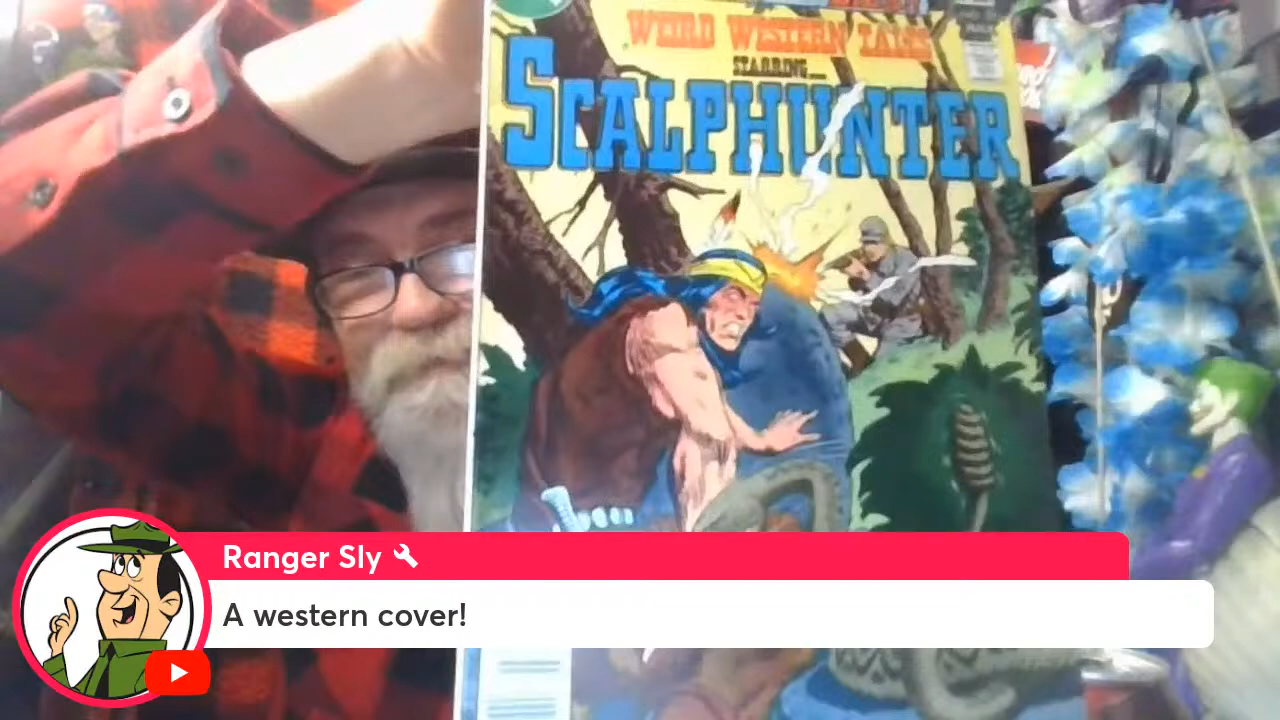 WEIRD WESTERN TALES
STARRING....
SCALPHUNTER
Ranger Sly
A western cover!